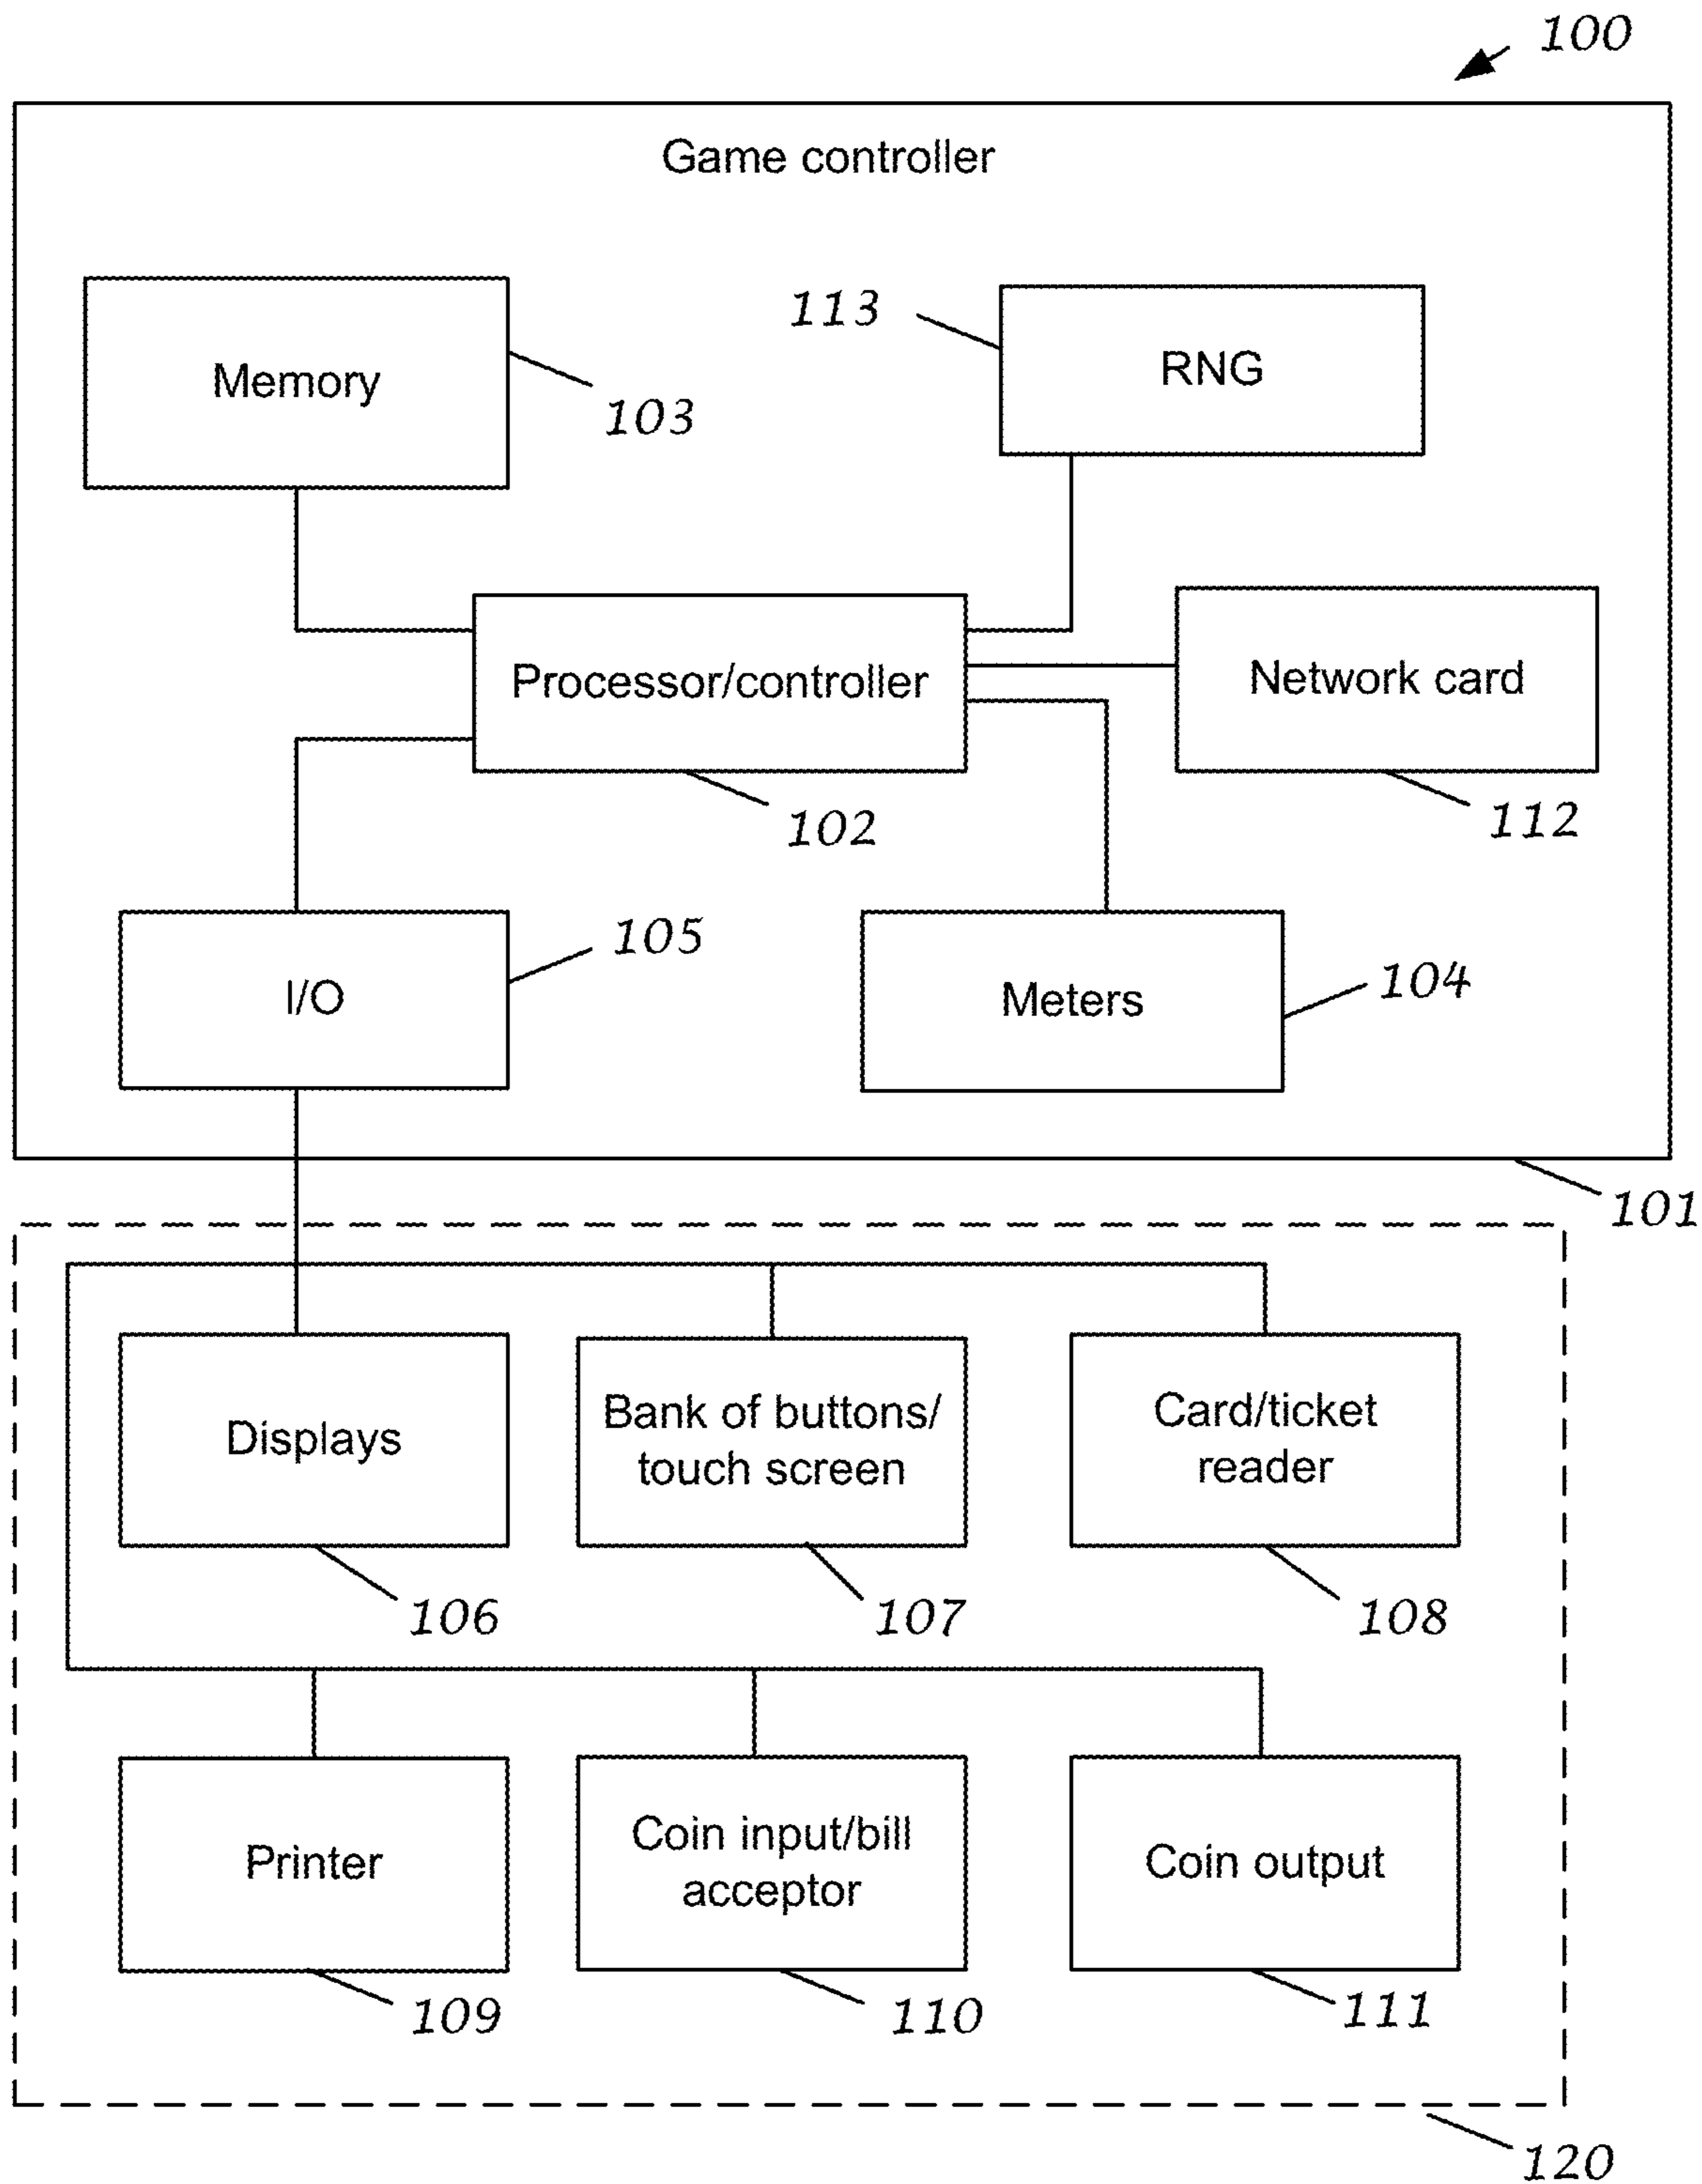 100
Game controller
113
RNG
Memory
103
Processor/controller
Network card
102
112
105
I/O
104
Meters
101
Displays
Bank of buttons/
touch screen
Card/ticket
reader
106
107
108
Printer
Coin input/bill
acceptor
Coin output
109
110
111
120